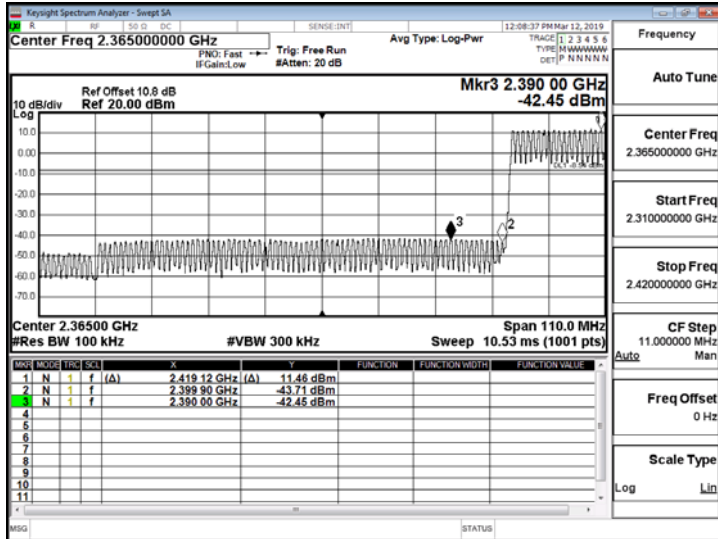 Keysight Spectrum Analyzer - Swept SA
R RF 50 Ω DC SENSE:INT 12:08:37 PM Mar 12, 2019
Center Freq 2.365000000 GHz
PNO: Fast
IFGain:Low
Trig: Free Run
#Atten: 20 dB
Avg Type: Log-Pwr
TRACE 1 2 3 4 5 6
TYPE M WWWWW
DET P N N N N N
Ref Offset 10.8 dB
Ref 20.00 dBm
10 dB/div
Log
Mkr3 2.390 00 GHz
-42.45 dBm
10.0
0.00
-10.0
-20.0
-30.0
-40.0
-50.0
-60.0
-70.0
1
2
3
Center 2.36500 GHz
Span 110.0 MHz
#Res BW 100 kHz
#VBW 300 kHz
Sweep 10.53 ms (1001 pts)
MKR MODE TRC SCL X Y FUNCTION FUNCTION WIDTH FUNCTION VALUE
1 N 1 f (Δ) 2.419 12 GHz (Δ) 11.46 dBm
2 N 1 f 2.399 90 GHz -43.71 dBm
3 N 1 f 2.390 00 GHz -42.45 dBm
4
5
6
7
8
9
10
11
MSG
STATUS
Frequency
Auto Tune
Center Freq
2.365000000 GHz
Start Freq
2.310000000 GHz
Stop Freq
2.420000000 GHz
CF Step
11.000000 MHz
Auto Man
Freq Offset
0 Hz
Scale Type
Log Lin